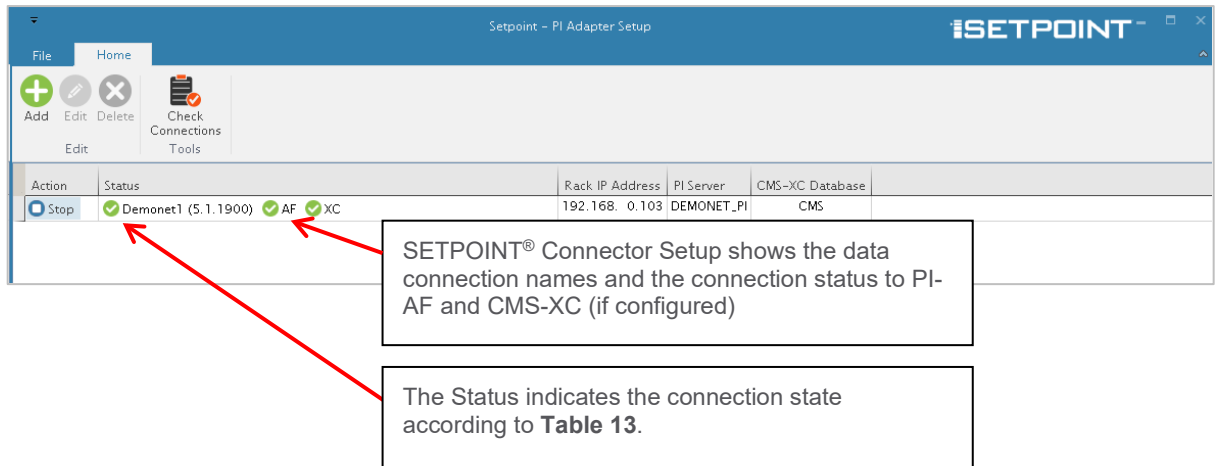 Setpoint – PI Adapter Setup
SETPOINT
File Home
Add Edit Delete Check Connections
Edit Tools
Action Status Rack IP Address PI Server CMS-XC Database
Stop Demonet1 (5.1.1900) AF XC 192.168. 0.103 DEMONET_PI CMS
SETPOINT® Connector Setup shows the data
connection names and the connection status to PI-
AF and CMS-XC (if configured)
The Status indicates the connection state
according to Table 13.